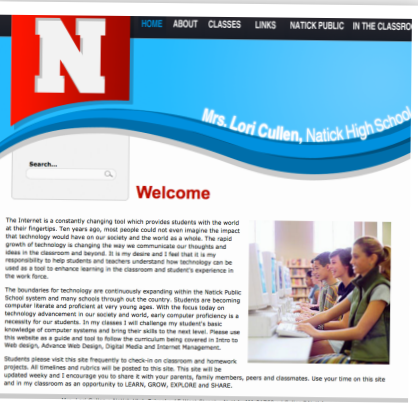 N
HOME ABOUT CLASSES LINKS NATICK PUBLIC IN THE CLASSRO
Mrs. Lori Cullen, Natick High School
Search...
Welcome
The Internet is a constantly changing tool which provides students with the world
at their fingertips. Ten years ago, most people could not even imagine the impact
that technology would have on our society and the world as a whole. The rapid
growth of technology is changing the way we communicate our thoughts and
ideas in the classroom and beyond. It is my desire and I feel that it is my
responsibility to help students and teachers understand how technology can be
used as a tool to enhance learning in the classroom and student's experience in
the work force.
The boundaries for technology are continuously expanding within the Natick Public
School system and many schools through out the country. Students are becoming
computer literate and proficient at very young ages. With the focus today on
technology advancement in our society and world, early computer proficiency is a
necessity for our students. In my classes I will challenge my student's basic
knowledge of computer systems and bring their skills to the next level. Please use
this website as a guide and tool to follow the curriculum being covered in Intro to
Web design, Advance Web Design, Digital Media and Internet Management.
Students please visit this site frequently to check-in on classroom and homework
projects. All timelines and rubrics will be posted to this site. This site will be
updated weekly and I encourage you to share it with your parents, family members, peers and classmates. Use your time on this site
and in my classroom as an opportunity to LEARN, GROW, EXPLORE and SHARE.